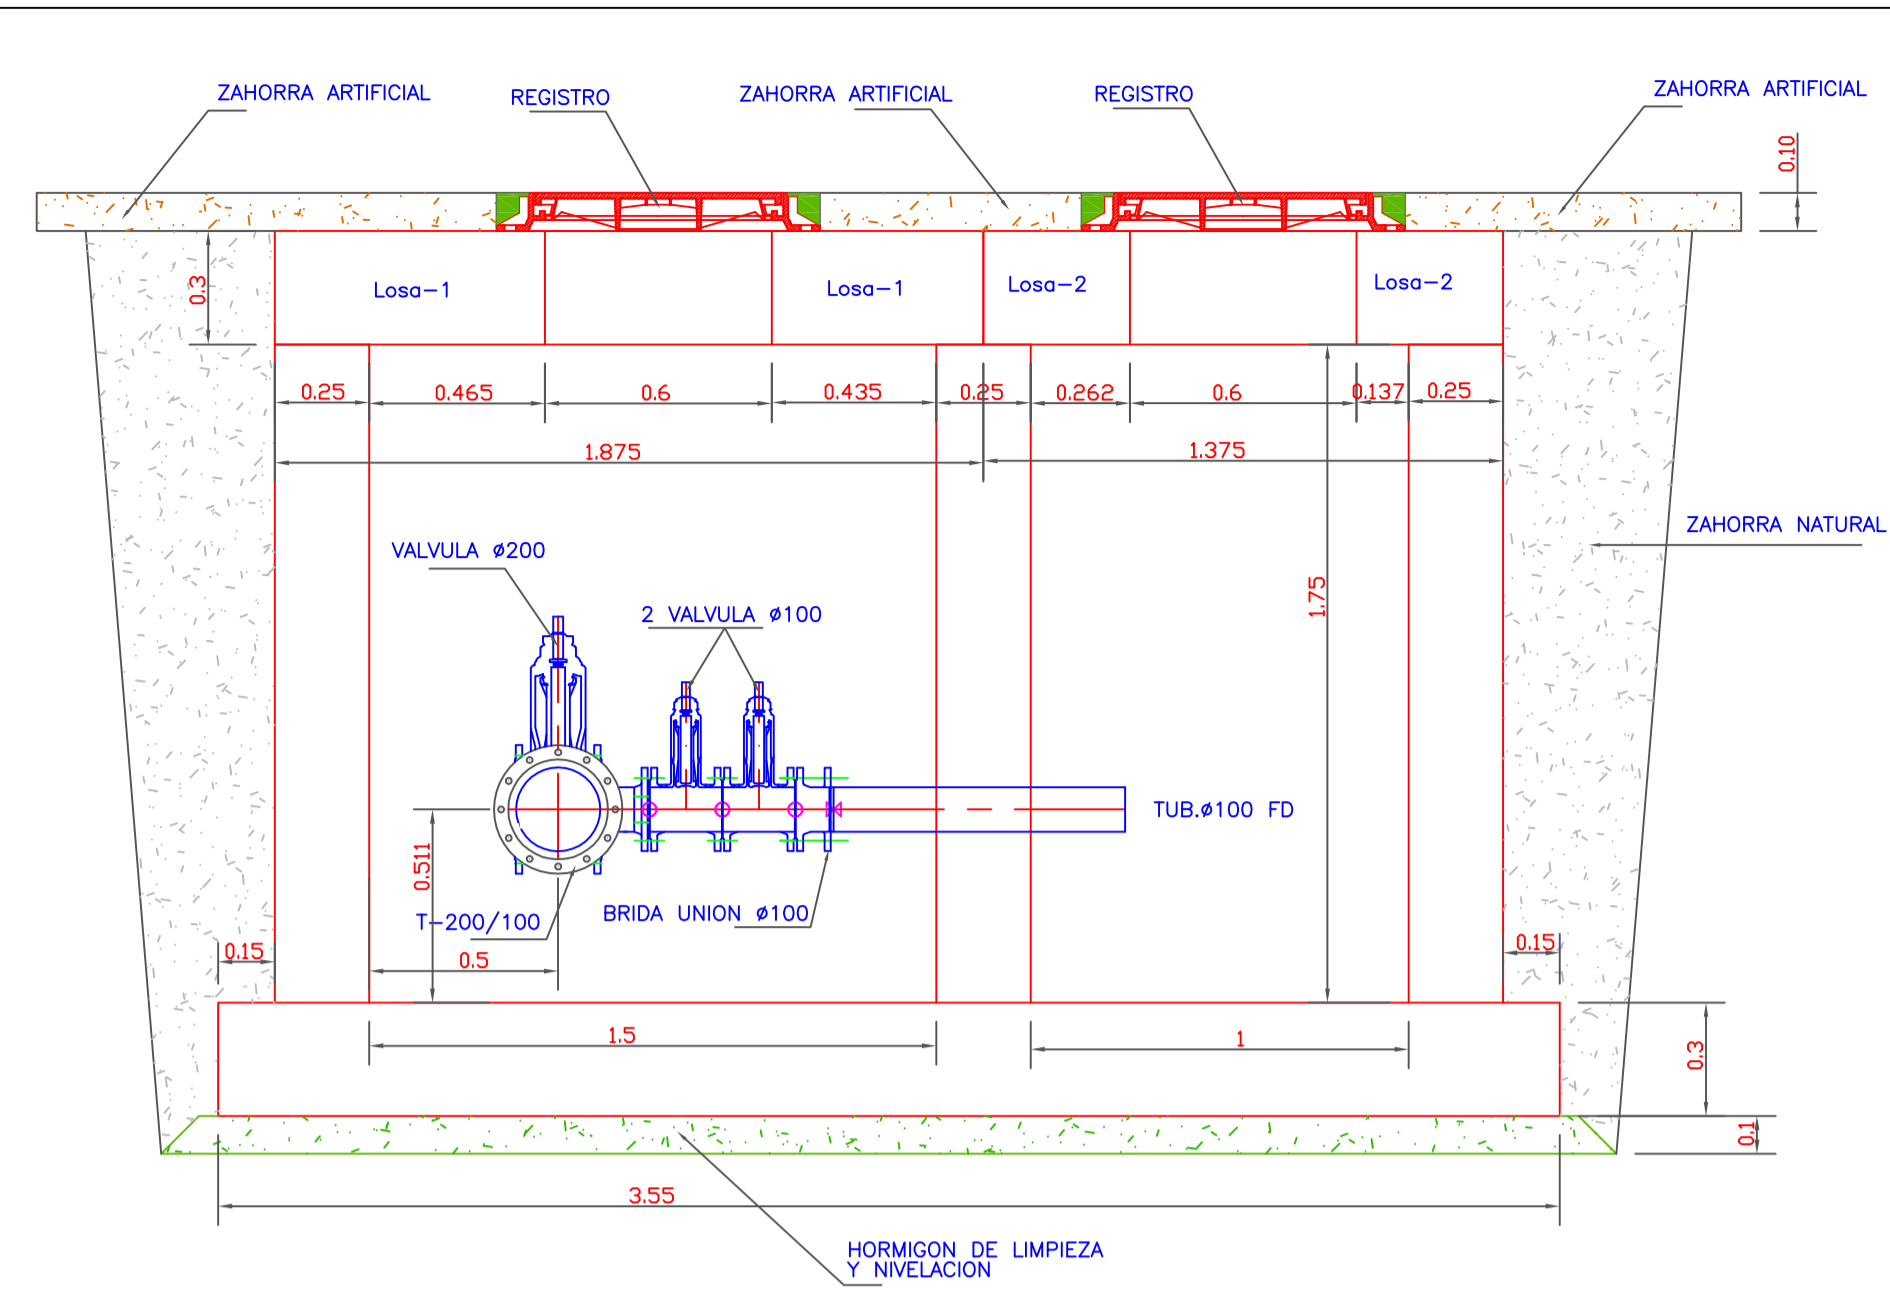 ZAHORRA ARTIFICIAL
REGISTRO
ZAHORRA ARTIFICIAL
REGISTRO
ZAHORRA ARTIFICIAL
0.10
0.3
Losa-1
Losa-1
Losa-2
Losa-2
0.25
0.465
0.6
0.435
0.25
0.262
0.6
0.137
0.25
1.875
1.375
ZAHORRA NATURAL
VALVULA ø200
2 VALVULA ø100
1.75
TUB.ø100 FD
0.511
T-200/100
BRIDA UNION ø100
0.15
0.5
0.15
1.5
1
0.3
0.1
3.55
HORMIGON DE LIMPIEZA
Y NIVELACION